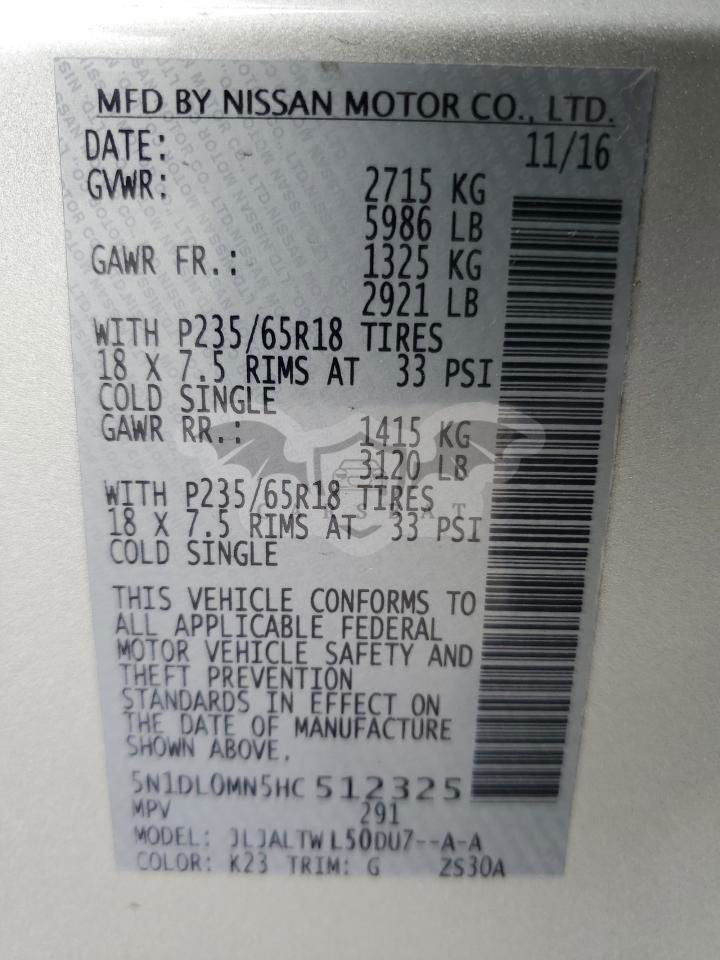 MFD BY NISSAN MOTOR CO., LTD.
DATE: 11/16
GVWR: 2715 KG
5986 LB
GAWR FR.: 1325 KG
2921 LB
WITH P235/65R18 TIRES
18 X 7.5 RIMS AT 33 PSI
COLD SINGLE
GAWR RR.: 1415 KG
3120 LB
WITH P235/65R18 TIRES
18 X 7.5 RIMS AT 33 PSI
COLD SINGLE
THIS VEHICLE CONFORMS TO
ALL APPLICABLE FEDERAL
MOTOR VEHICLE SAFETY AND
THEFT PREVENTION
STANDARDS IN EFFECT ON
THE DATE OF MANUFACTURE
SHOWN ABOVE.
5N1DL0MN5HC512325
MPV 291
MODEL: JLJALTWL50DU7--A-A
COLOR: K23 TRIM: G ZS30A